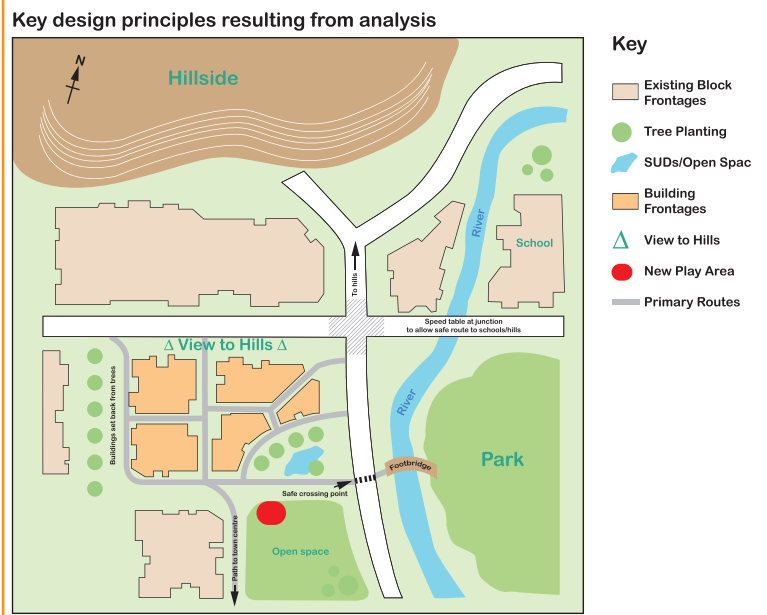 Key design principles resulting from analysis
N
Hillside
River
School
To hills
Speed table at junction
to allow safe route to schools/hills
Δ View to Hills Δ
Buildings set back from trees
River
Park
Footbridge
Safe crossing point
Path to town centre
Open space
Key
Existing Block
Frontages
Tree Planting
SUDs/Open Spac
Building
Frontages
Δ View to Hills
New Play Area
Primary Routes